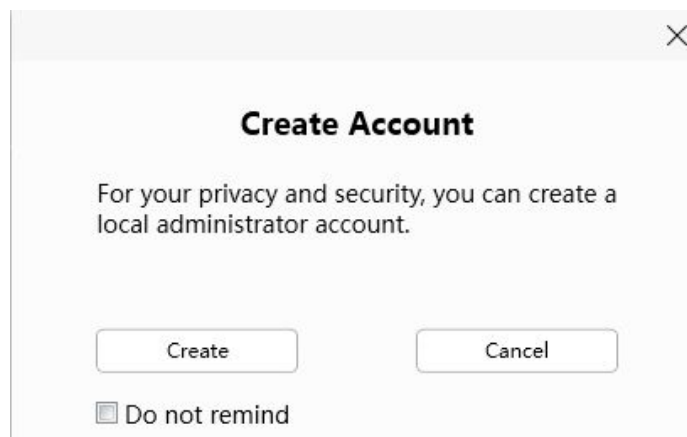 Create Account
For your privacy and security, you can create a
local administrator account.
Create
Cancel
Do not remind